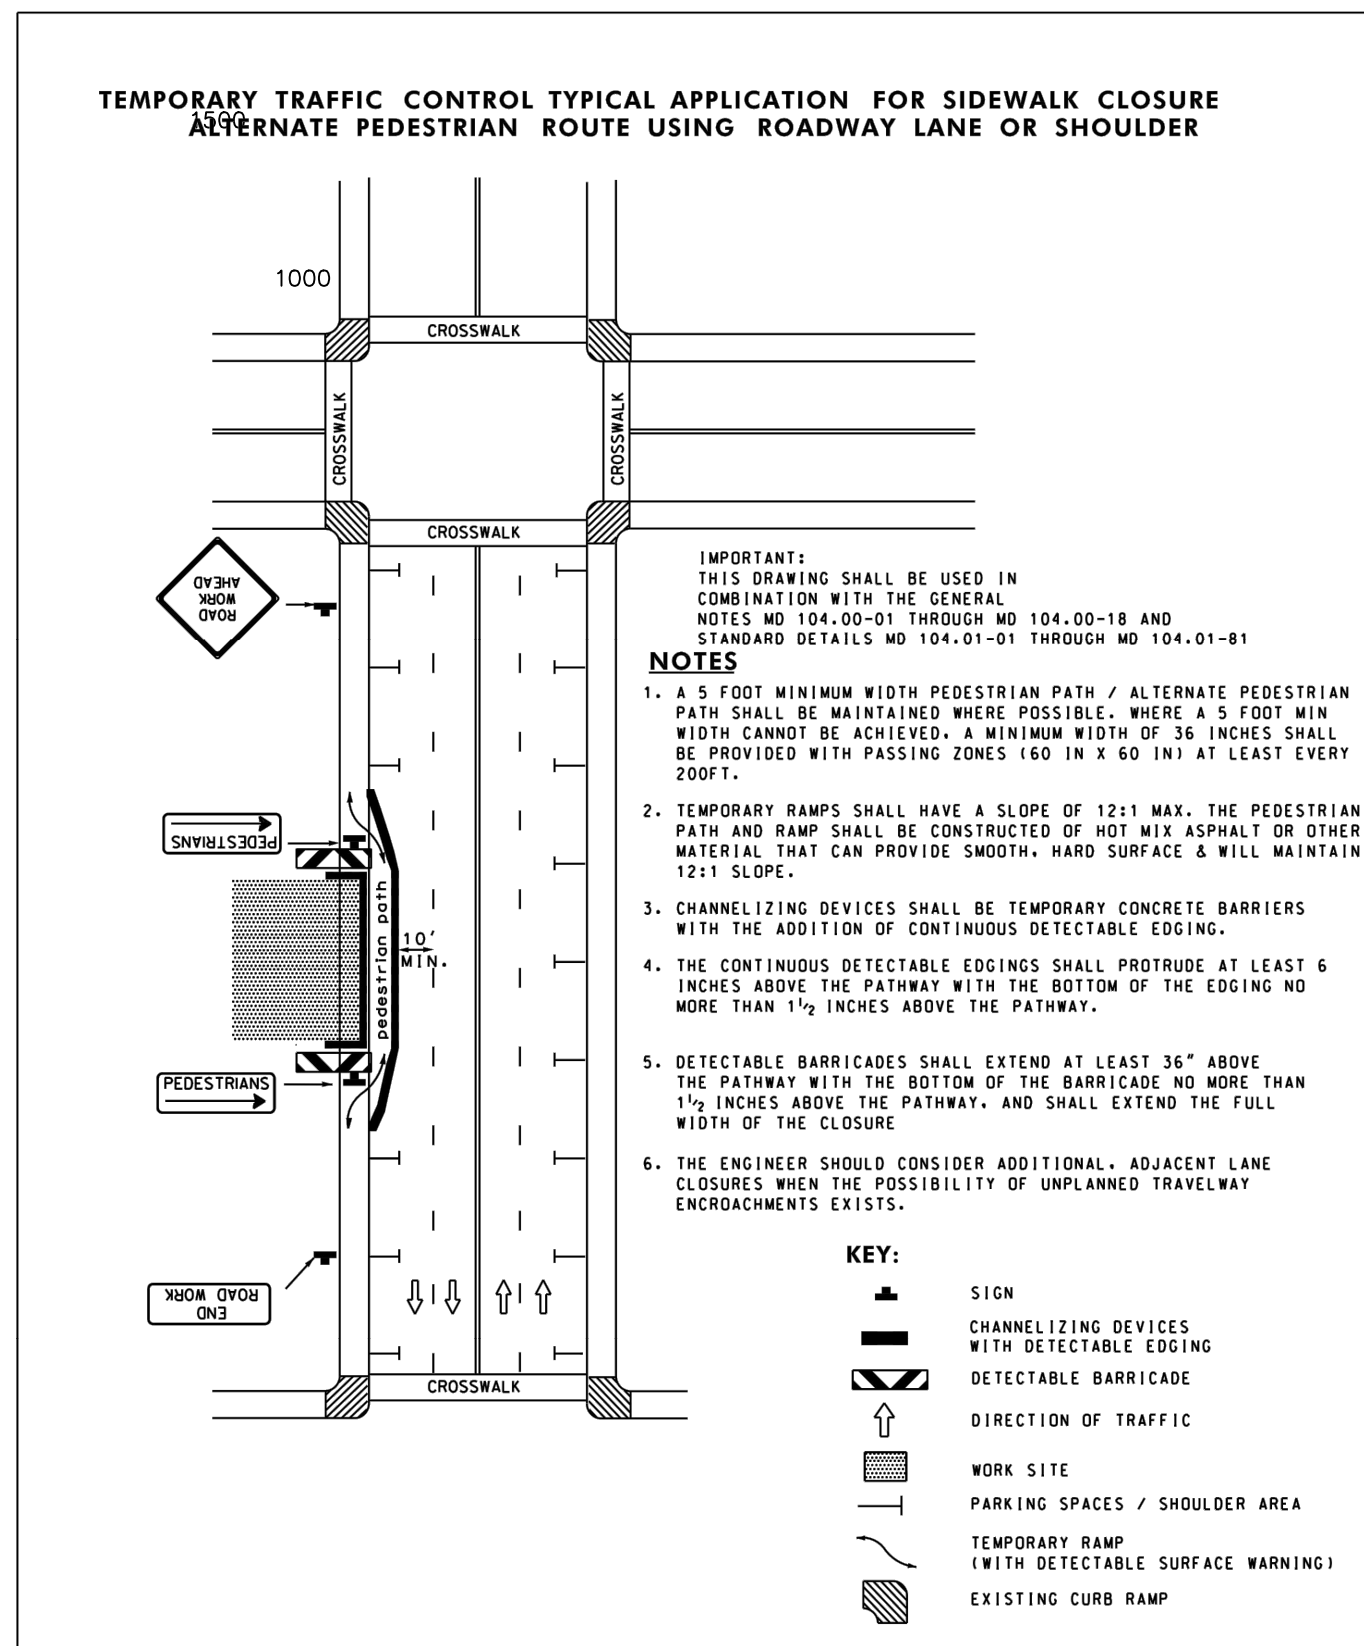 TEMPORARY TRAFFIC CONTROL TYPICAL APPLICATION FOR SIDEWALK CLOSURE
1500
ALTERNATE PEDESTRIAN ROUTE USING ROADWAY LANE OR SHOULDER
1000
CROSSWALK
CROSSWALK
CROSSWALK
CROSSWALK
ROAD
WORK
AHEAD
IMPORTANT:
THIS DRAWING SHALL BE USED IN
COMBINATION WITH THE GENERAL
NOTES MD 104.00-01 THROUGH MD 104.00-18 AND
STANDARD DETAILS MD 104.01-01 THROUGH MD 104.01-81
NOTES
1. A 5 FOOT MINIMUM WIDTH PEDESTRIAN PATH / ALTERNATE PEDESTRIAN
PATH SHALL BE MAINTAINED WHERE POSSIBLE. WHERE A 5 FOOT MIN
WIDTH CANNOT BE ACHIEVED, A MINIMUM WIDTH OF 36 INCHES SHALL
BE PROVIDED WITH PASSING ZONES (60 IN X 60 IN) AT LEAST EVERY
200FT.
2. TEMPORARY RAMPS SHALL HAVE A SLOPE OF 12:1 MAX. THE PEDESTRIAN
PATH AND RAMP SHALL BE CONSTRUCTED OF HOT MIX ASPHALT OR OTHER
MATERIAL THAT CAN PROVIDE SMOOTH, HARD SURFACE & WILL MAINTAIN
12:1 SLOPE.
3. CHANNELIZING DEVICES SHALL BE TEMPORARY CONCRETE BARRIERS
WITH THE ADDITION OF CONTINUOUS DETECTABLE EDGING.
4. THE CONTINUOUS DETECTABLE EDGINGS SHALL PROTRUDE AT LEAST 6
INCHES ABOVE THE PATHWAY WITH THE BOTTOM OF THE EDGING NO
MORE THAN 1 1/2 INCHES ABOVE THE PATHWAY.
5. DETECTABLE BARRICADES SHALL EXTEND AT LEAST 36" ABOVE
THE PATHWAY WITH THE BOTTOM OF THE BARRICADE NO MORE THAN
1 1/2 INCHES ABOVE THE PATHWAY, AND SHALL EXTEND THE FULL
WIDTH OF THE CLOSURE
6. THE ENGINEER SHOULD CONSIDER ADDITIONAL, ADJACENT LANE
CLOSURES WHEN THE POSSIBILITY OF UNPLANNED TRAVELWAY
ENCROACHMENTS EXISTS.
PEDESTRIANS
pedestrian path
10'
MIN.
PEDESTRIANS
END
ROAD WORK
CROSSWALK
KEY:
SIGN
CHANNELIZING DEVICES
WITH DETECTABLE EDGING
DETECTABLE BARRICADE
DIRECTION OF TRAFFIC
WORK SITE
PARKING SPACES / SHOULDER AREA
TEMPORARY RAMP
(WITH DETECTABLE SURFACE WARNING)
EXISTING CURB RAMP